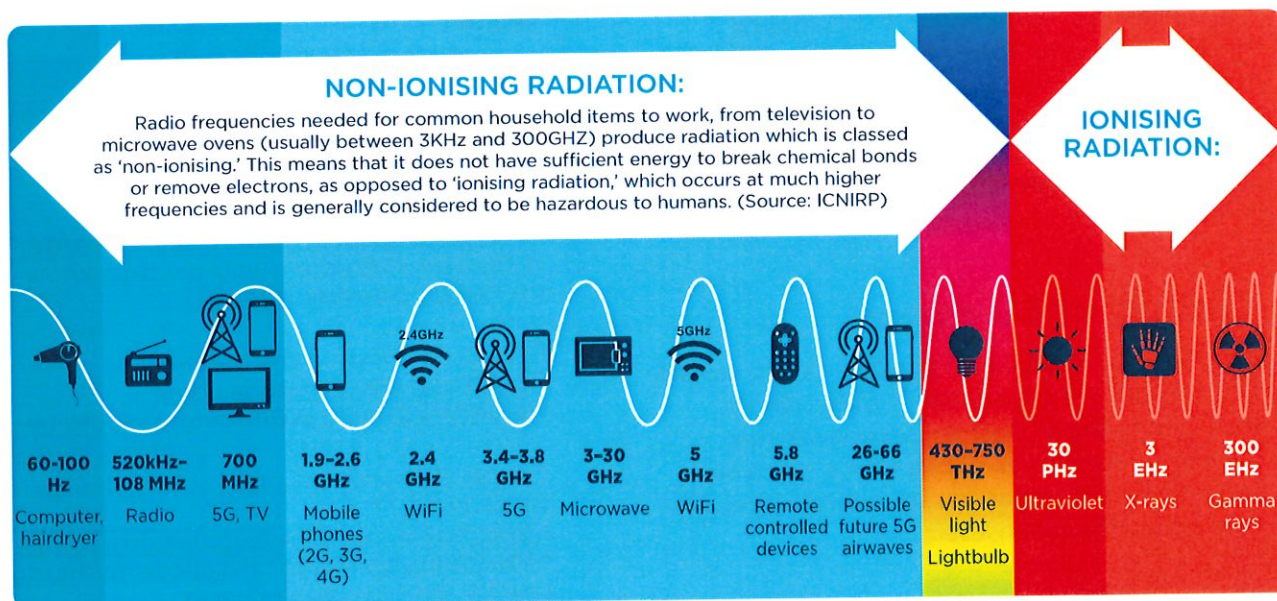 NON-IONISING RADIATION:
Radio frequencies needed for common household items to work, from television to
microwave ovens (usually between 3KHz and 300GHZ) produce radiation which is classed
as 'non-ionising.' This means that it does not have sufficient energy to break chemical bonds
or remove electrons, as opposed to 'ionising radiation,' which occurs at much higher
frequencies and is generally considered to be hazardous to humans. (Source: ICNIRP)
IONISING
RADIATION:
2.4GHz
5GHz
60-100
Hz
Computer,
hairdryer
520kHz-
108 MHz
Radio
700
MHz
5G, TV
1.9-2.6
GHz
Mobile
phones
(2G, 3G,
4G)
2.4
GHz
WiFi
3.4-3.8
GHz
5G
3-30
GHz
Microwave
5
GHz
WiFi
5.8
GHz
Remote
controlled
devices
26-66
GHz
Possible
future 5G
airwaves
430-750
THz
Visible
light
Lightbulb
30
PHz
Ultraviolet
3
EHz
X-rays
300
EHz
Gamma
rays